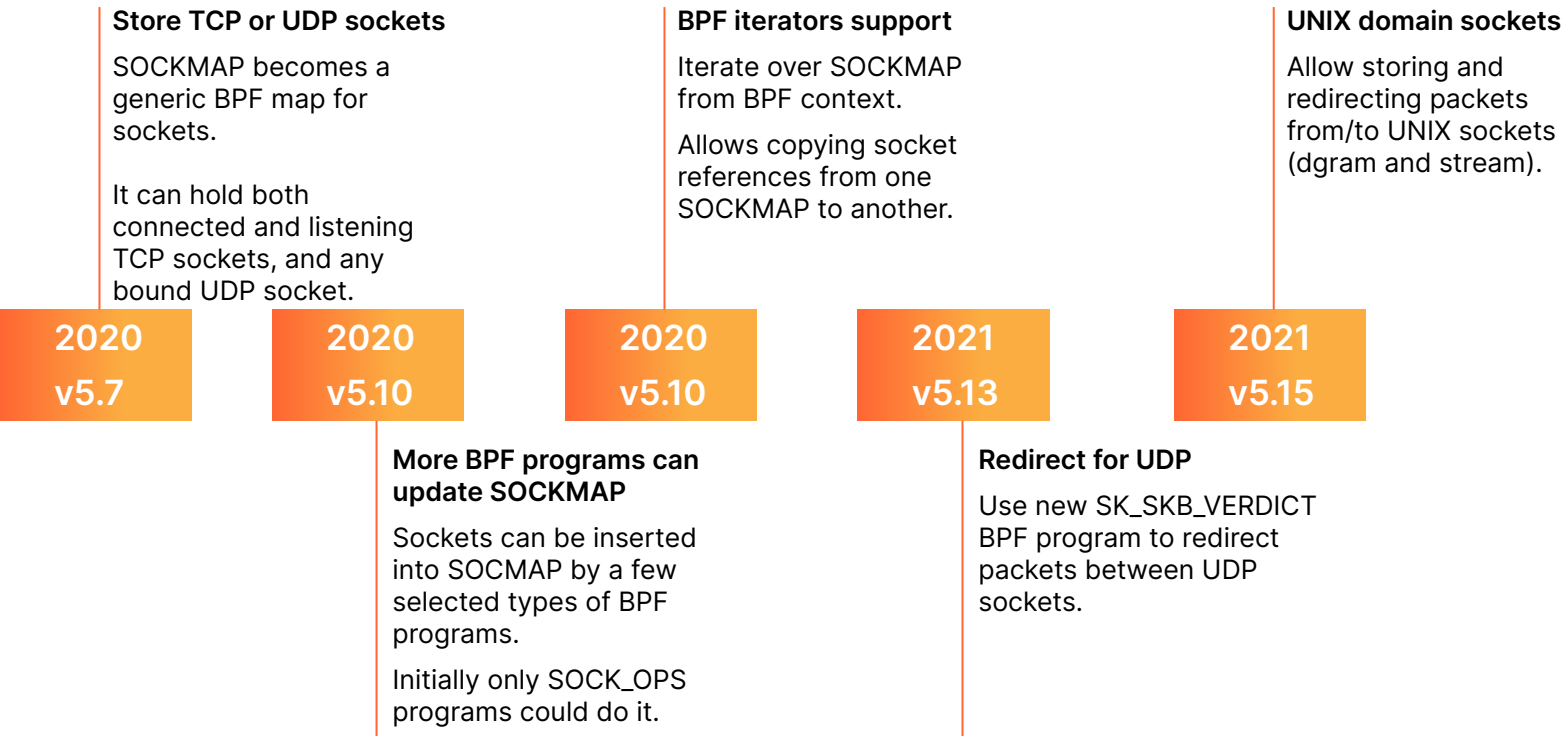 Store TCP or UDP sockets
SOCKMAP becomes a
generic BPF map for
sockets.
It can hold both
connected and listening
TCP sockets, and any
bound UDP socket.
2020
v5.7
2020
v5.10
More BPF programs can
update SOCKMAP
Sockets can be inserted
into SOCMAP by a few
selected types of BPF
programs.
Initially only SOCK_OPS
programs could do it.
BPF iterators support
Iterate over SOCKMAP
from BPF context.
Allows copying socket
references from one
SOCKMAP to another.
2020
v5.10
2021
v5.13
Redirect for UDP
Use new SK_SKB_VERDICT
BPF program to redirect
packets between UDP
sockets.
UNIX domain sockets
Allow storing and
redirecting packets
from/to UNIX sockets
(dgram and stream).
2021
v5.15